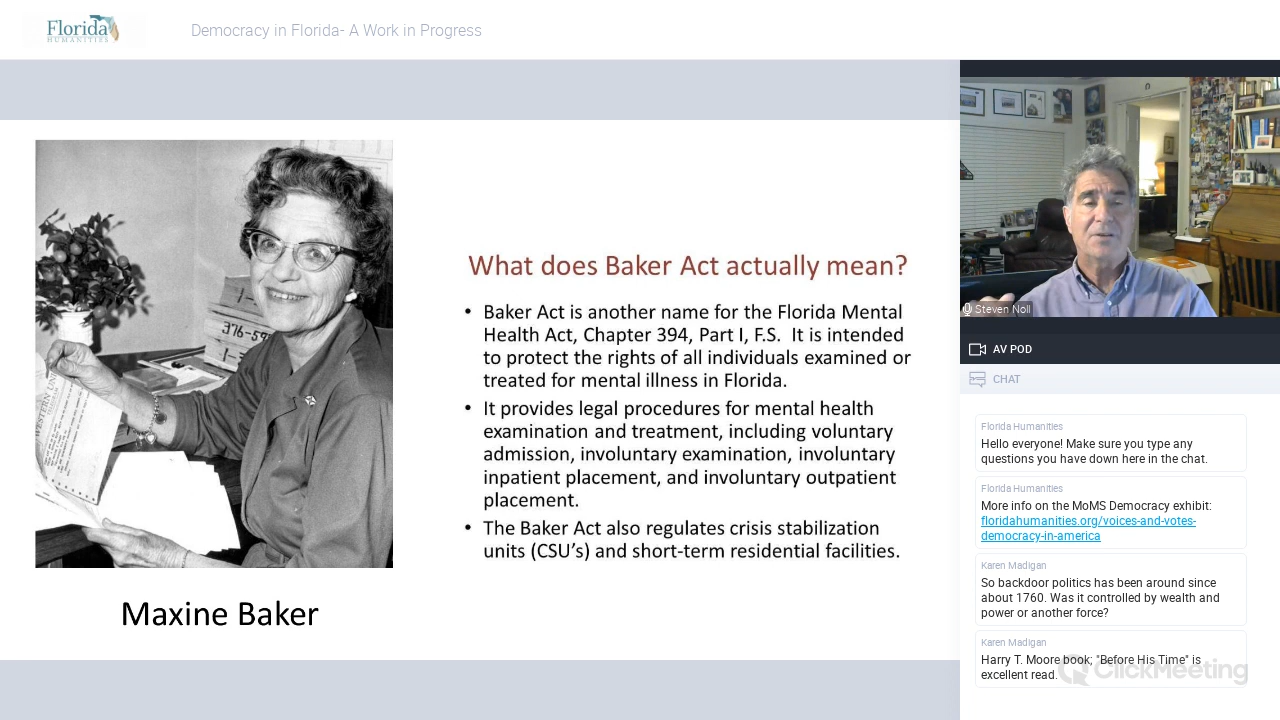 Florida
HUMANITIES
Democracy in Florida- A Work in Progress
376-59
WESTERN UN
Maxine Baker
What does Baker Act actually mean?
• Baker Act is another name for the Florida Mental
Health Act, Chapter 394, Part I, F.S.  It is intended
to protect the rights of all individuals examined or
treated for mental illness in Florida.
• It provides legal procedures for mental health
examination and treatment, including voluntary
admission, involuntary examination, involuntary
inpatient placement, and involuntary outpatient
placement.
• The Baker Act also regulates crisis stabilization
units (CSU’s) and short-term residential facilities.
Steven Noll
AV POD
CHAT
Florida Humanities
Hello everyone! Make sure you type any
questions you have down here in the chat.
Florida Humanities
More info on the MoMS Democracy exhibit:
floridahumanities.org/voices-and-votes-
democracy-in-america
Karen Madigan
So backdoor politics has been around since
about 1760. Was it controlled by wealth and
power or another force?
Karen Madigan
Harry T. Moore book; "Before His Time" is
excellent read.
ClickMeeting